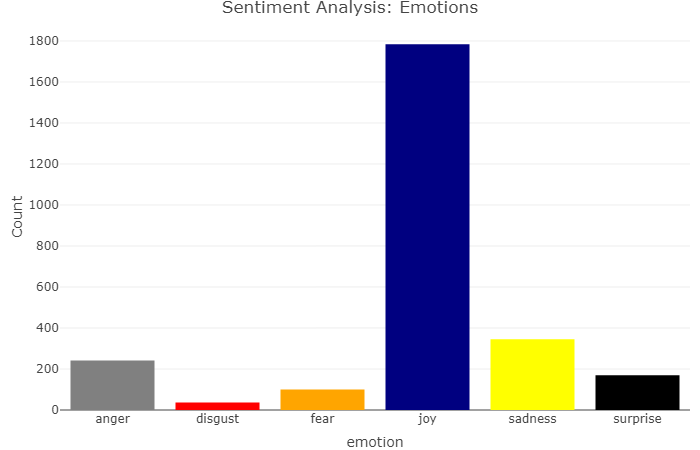 Sentiment Analysis: Emotions
1800
1600
1400
1200
1000
800
600
400
200
0
Count
anger disgust fear joy sadness surprise
emotion